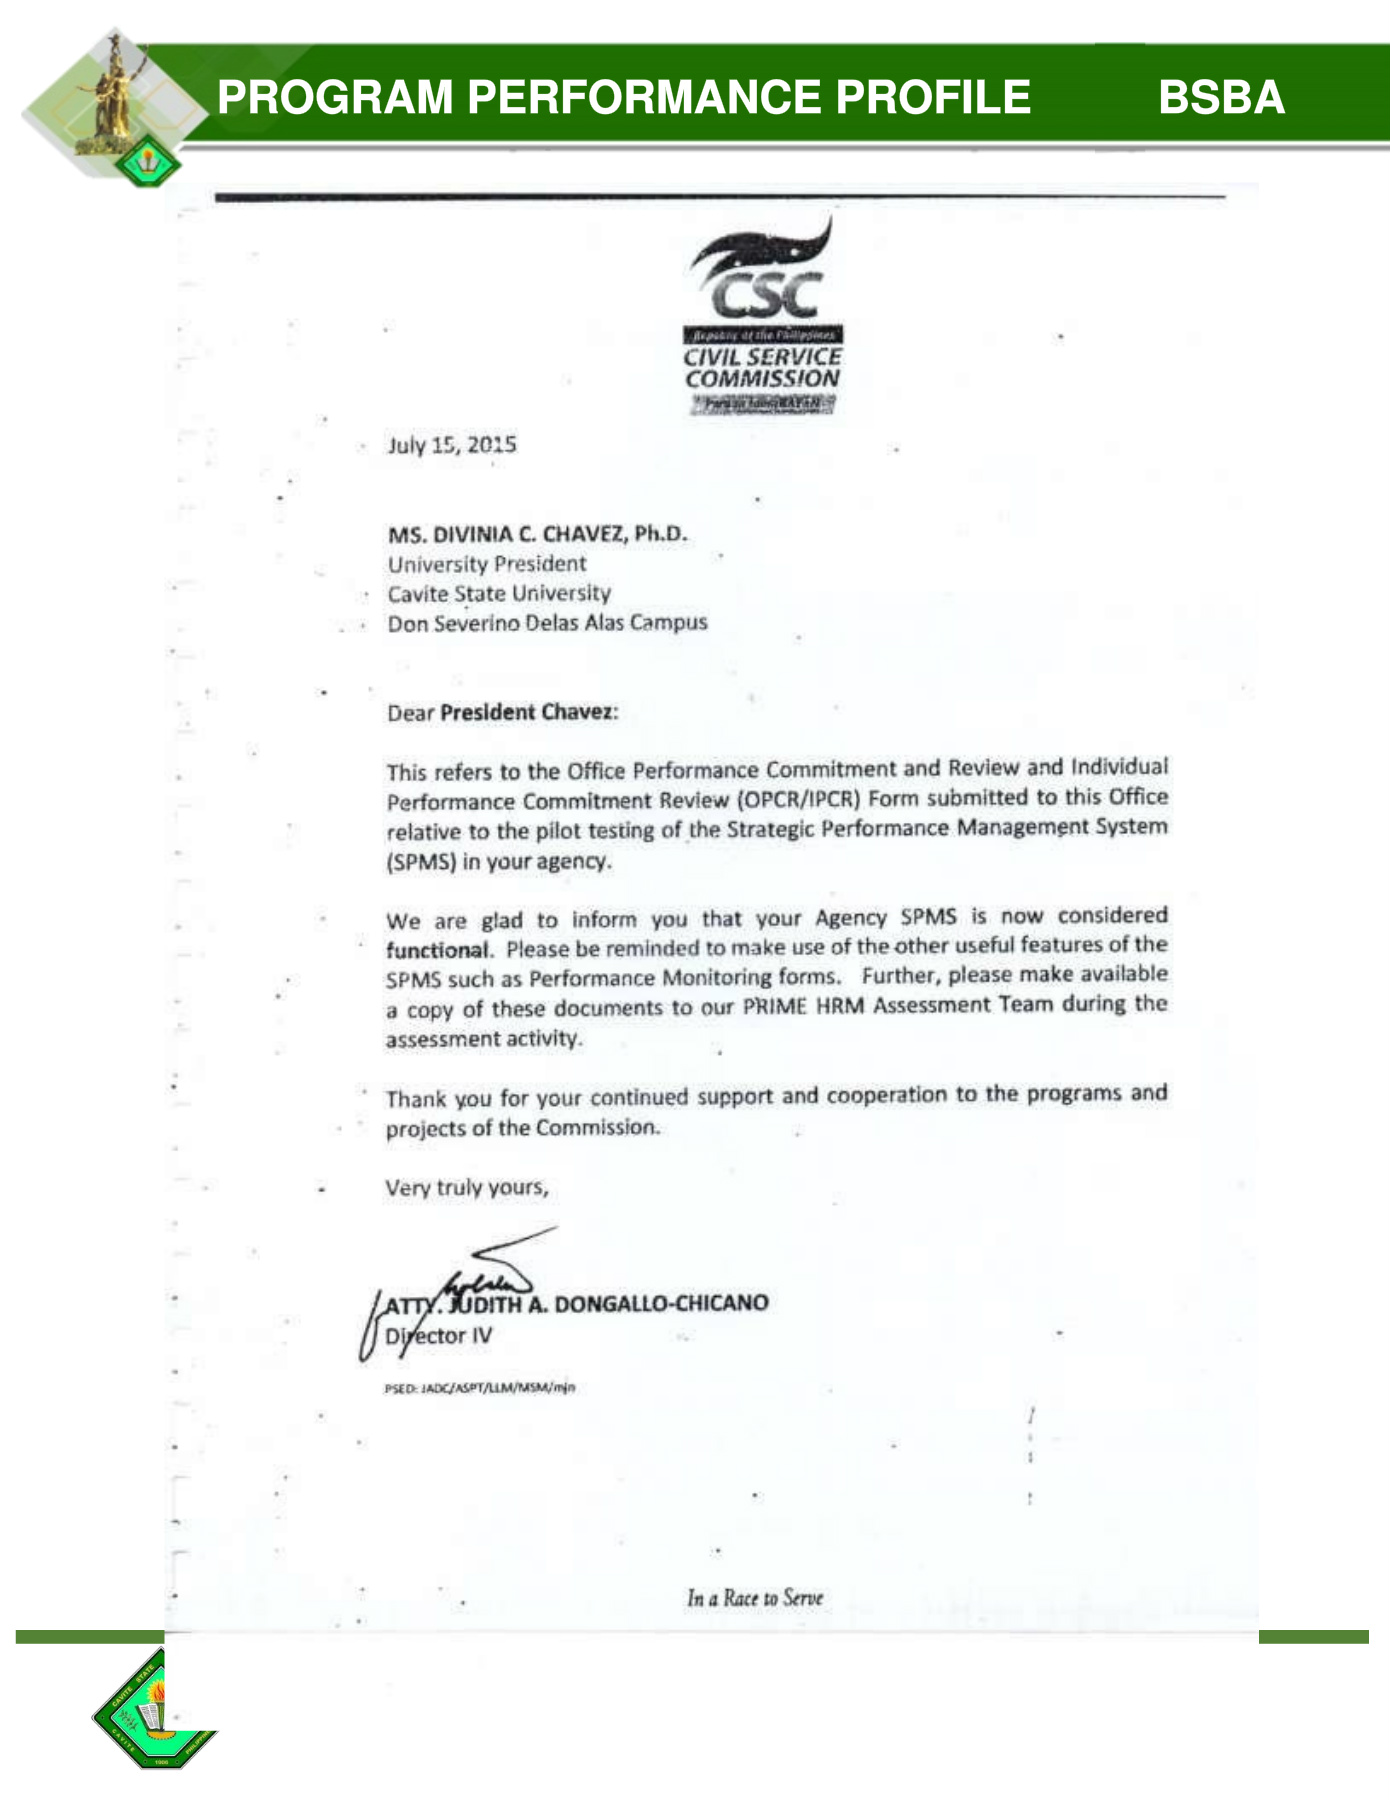 PROGRAM PERFORMANCE PROFILE BSBA
CSC
Republic of the Philippines
CIVIL SERVICE
COMMISSION
July 15, 2015
MS. DIVINIA C. CHAVEZ, Ph.D.
University President
Cavite State University
Don Severino Delas Alas Campus
Dear President Chavez:
This refers to the Office Performance Commitment and Review and Individual
Performance Commitment Review (OPCR/IPCR) Form submitted to this Office
relative to the pilot testing of the Strategic Performance Management System
(SPMS) in your agency.
We are glad to inform you that your Agency SPMS is now considered
functional. Please be reminded to make use of the other useful features of the
SPMS such as Performance Monitoring forms. Further, please make available
a copy of these documents to our PRIME HRM Assessment Team during the
assessment activity.
Thank you for your continued support and cooperation to the programs and
projects of the Commission.
Very truly yours,
ATTY. JUDITH A. DONGALLO-CHICANO
Director IV
PSED: JADC/ASPT/LLM/MSM/mjn
In a Race to Serve
CAVITE STATE
CAVITE
1906
PHILIPPINES